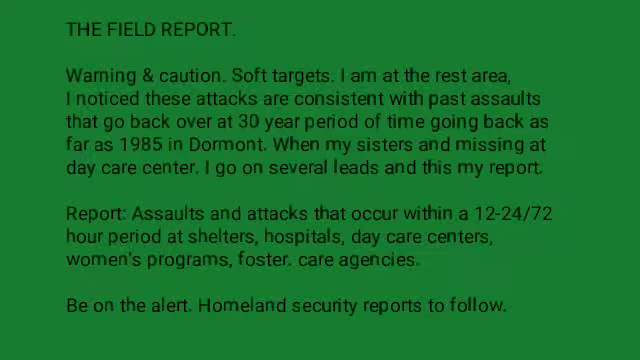 THE FIELD REPORT.
Warning & caution. Soft targets. I am at the rest area,
I noticed these attacks are consistent with past assaults
that go back over at 30 year period of time going back as
far as 1985 in Dormont. When my sisters and missing at
day care center. I go on several leads and this my report.
Report: Assaults and attacks that occur within a 12-24/72
hour period at shelters, hospitals, day care centers,
women's programs, foster. care agencies.
Be on the alert. Homeland security reports to follow.